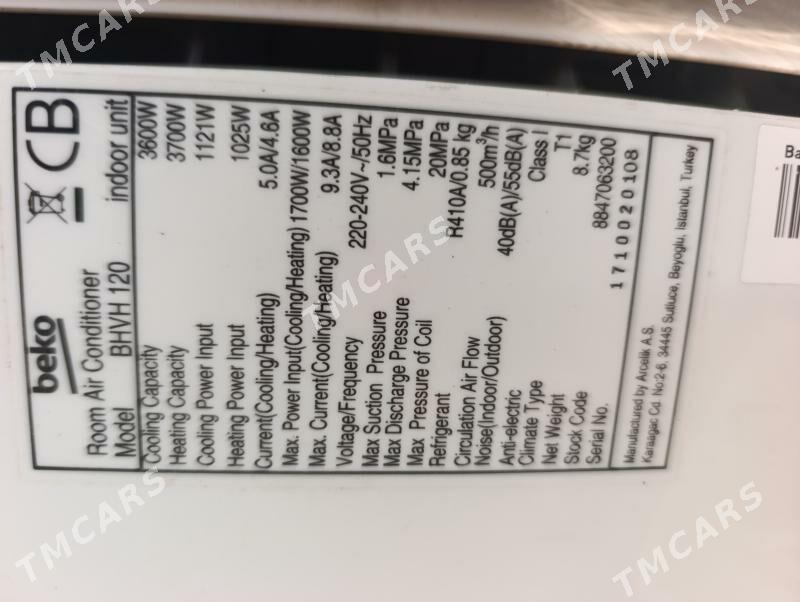 beko
CB
Room Air Conditioner
Model BHVH 120 indoor unit
Cooling Capacity 3600W
Heating Capacity 3700W
Cooling Power Input 1121W
Heating Power Input 1025W
Current(Cooling/Heating) 5.0A/4.6A
Max. Power Input(Cooling/Heating) 1700W/1600W
Max. Current(Cooling/Heating) 9.3A/8.8A
Voltage/Frequency 220-240V~/50Hz
Max Suction Pressure 1.6MPa
Max Discharge Pressure 4.15MPa
Max Pressure of Coil 20MPa
Refrigerant R410A/0.85 kg
Circulation Air Flow 500m³/h
Noise(Indoor/Outdoor) 40dB(A)/55dB(A)
Anti-electric Class I
Climate Type T1
Net Weight 8.7kg
Stock Code 8847063200
Serial No. 1710020108
Manufactured by Arcelik A.S.
Karaagac Cd. No:2-6, 34445 Sutluce, Beyoglu, Istanbul, Turkey
Ba
TMCARS
TMCARS
TMCARS
TMCARS
TMCARS